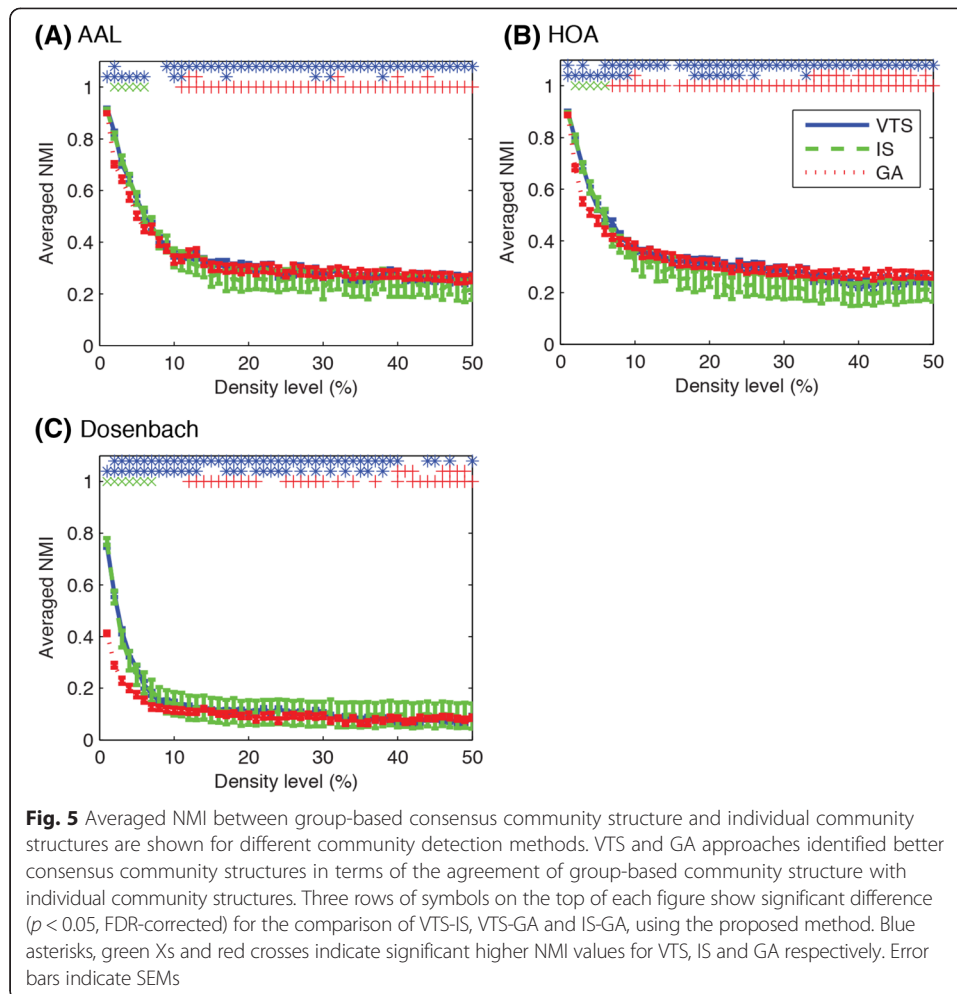 (A) AAL
(B) HOA
Averaged NMI
1
0.8
0.6
0.4
0.2
0
0 10 20 30 40 50
Density level (%)
Averaged NMI
1
0.8
0.6
0.4
0.2
0
VTS
IS
GA
0 10 20 30 40 50
Density level (%)
(C) Dosenbach
Averaged NMI
1
0.8
0.6
0.4
0.2
0
0 10 20 30 40 50
Density level (%)
Fig. 5 Averaged NMI between group-based consensus community structure and individual community
structures are shown for different community detection methods. VTS and GA approaches identified better
consensus community structures in terms of the agreement of group-based community structure with
individual community structures. Three rows of symbols on the top of each figure show significant difference
(p < 0.05, FDR-corrected) for the comparison of VTS-IS, VTS-GA and IS-GA, using the proposed method. Blue
asterisks, green Xs and red crosses indicate significant higher NMI values for VTS, IS and GA respectively. Error
bars indicate SEMs